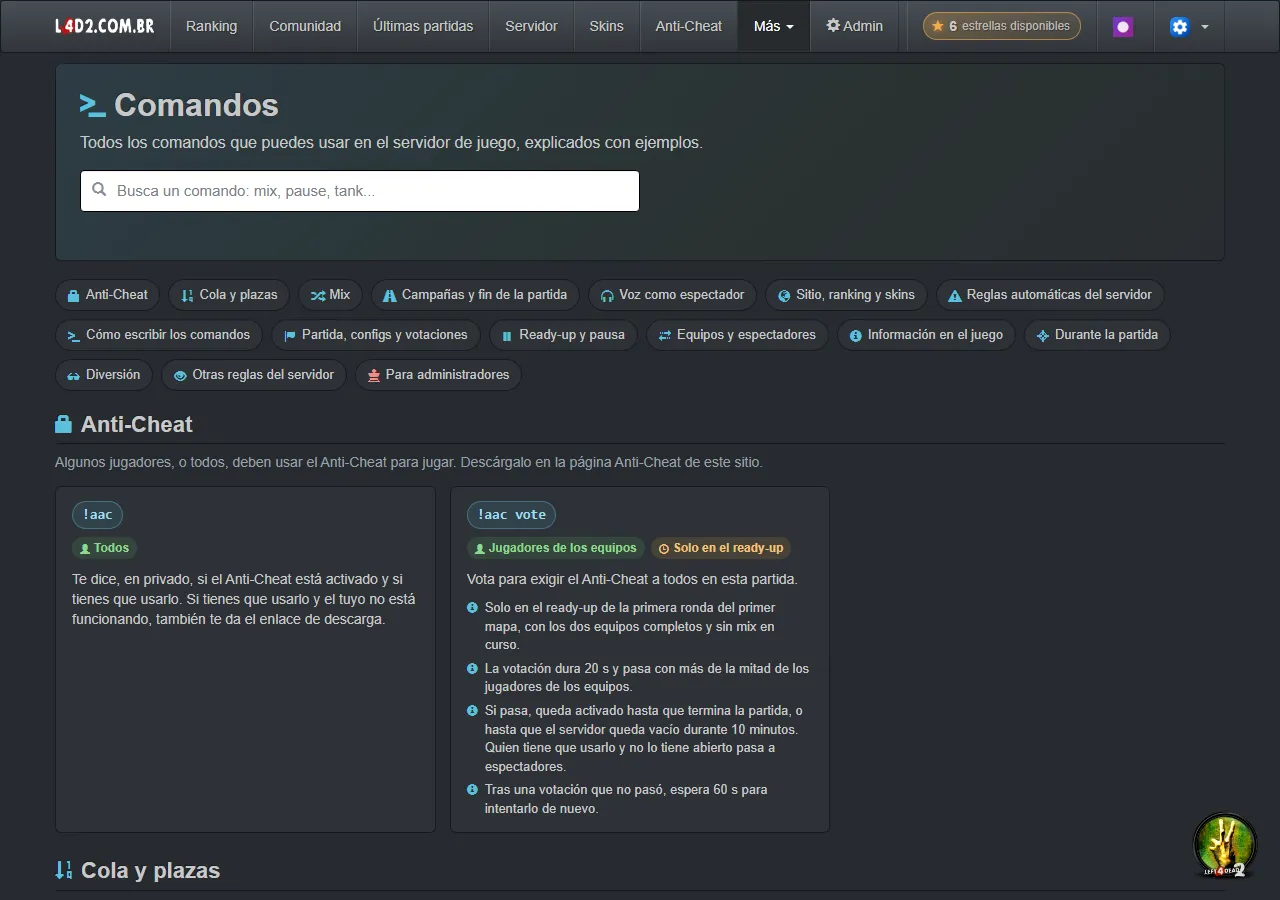 L4D2.COM.BR
Ranking
Comunidad
Últimas partidas
Servidor
Skins
Anti-Cheat
Más
Admin
6 estrellas disponibles
Comandos
Todos los comandos que puedes usar en el servidor de juego, explicados con ejemplos.
Busca un comando: mix, pause, tank...
Anti-Cheat
Cola y plazas
Mix
Campañas y fin de la partida
Voz como espectador
Sitio, ranking y skins
Reglas automáticas del servidor
Cómo escribir los comandos
Partida, configs y votaciones
Ready-up y pausa
Equipos y espectadores
Información en el juego
Durante la partida
Diversión
Otras reglas del servidor
Para administradores
Anti-Cheat
Algunos jugadores, o todos, deben usar el Anti-Cheat para jugar. Descárgalo en la página Anti-Cheat de este sitio.
!aac
Todos
Te dice, en privado, si el Anti-Cheat está activado y si
tienes que usarlo. Si tienes que usarlo y el tuyo no está
funcionando, también te da el enlace de descarga.
!aac vote
Jugadores de los equipos
Solo en el ready-up
Vota para exigir el Anti-Cheat a todos en esta partida.
Solo en el ready-up de la primera ronda del primer
mapa, con los dos equipos completos y sin mix en
curso.
La votación dura 20 s y pasa con más de la mitad de los
jugadores de los equipos.
Si pasa, queda activado hasta que termina la partida, o
hasta que el servidor queda vacío durante 10 minutos.
Quien tiene que usarlo y no lo tiene abierto pasa a
espectadores.
Tras una votación que no pasó, espera 60 s para
intentarlo de nuevo.
LEFT 4 DEAD 2
Cola y plazas